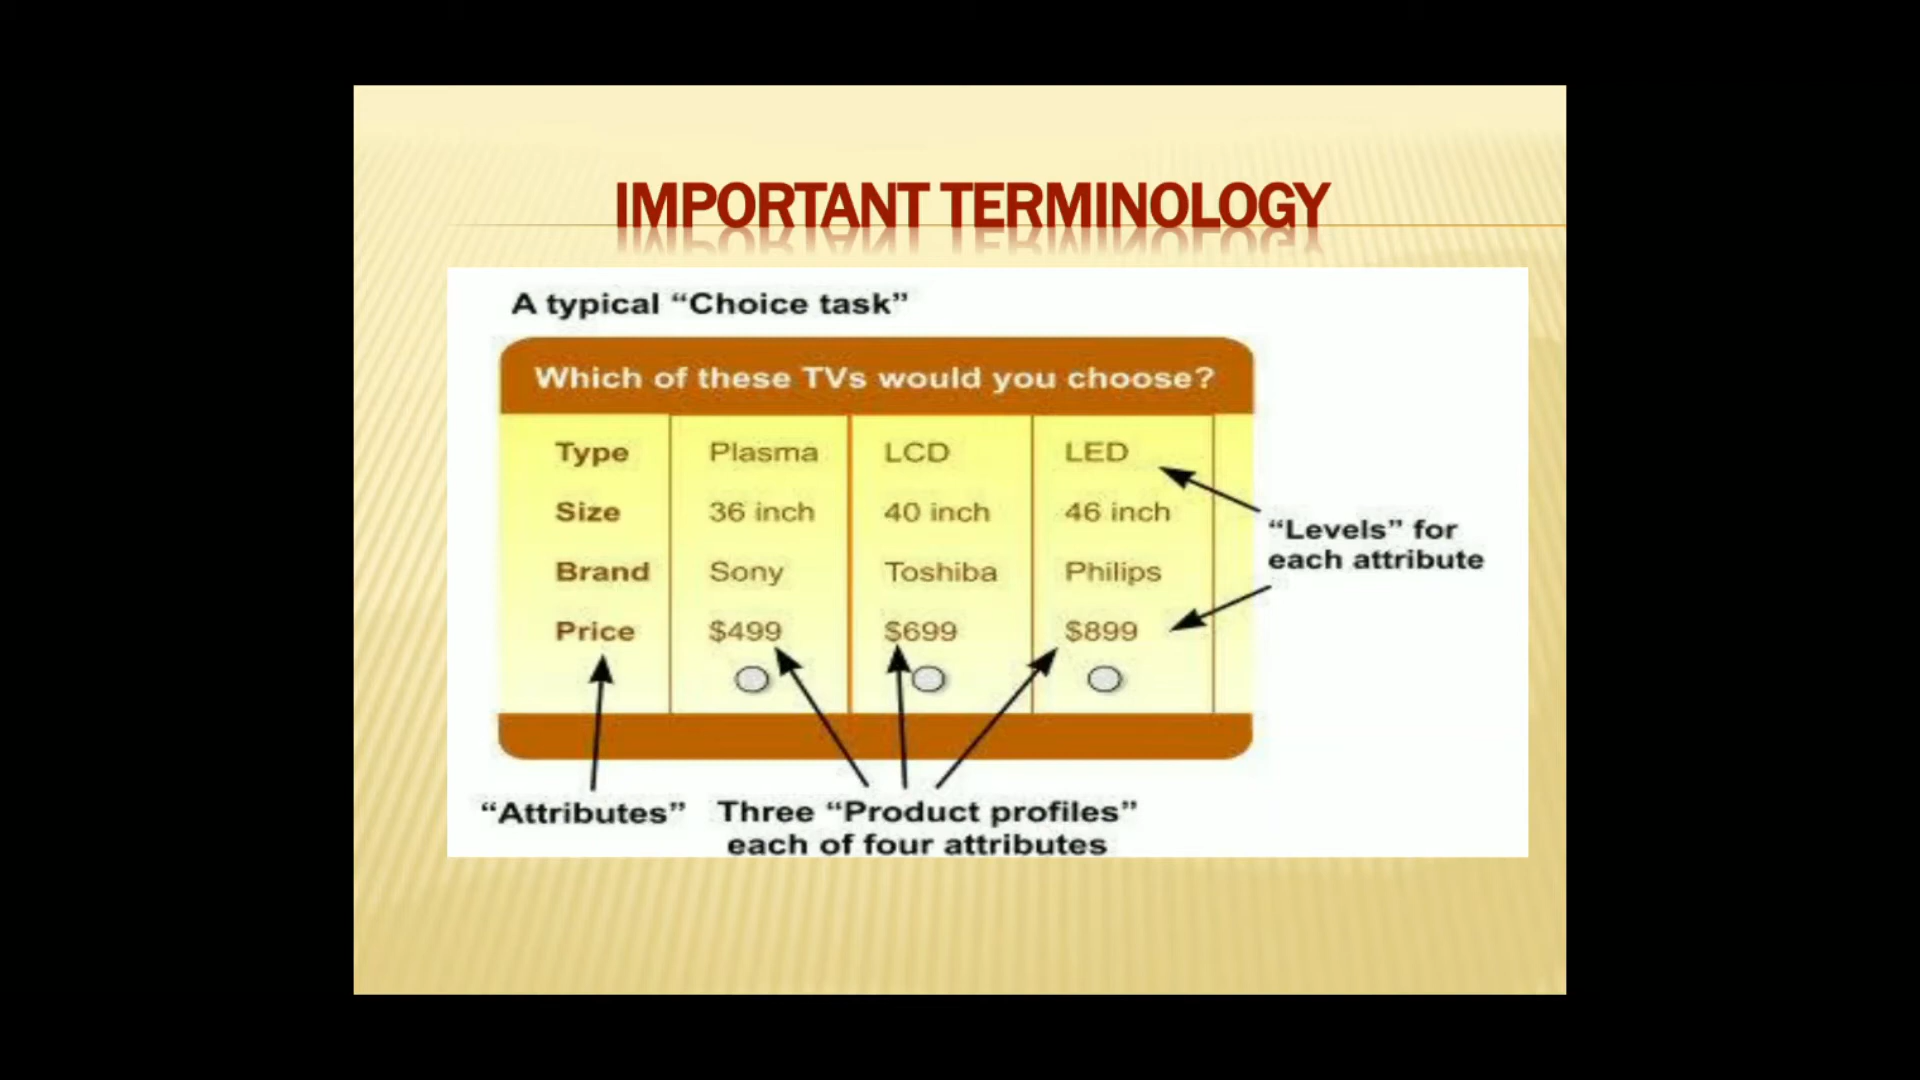 IMPORTANT TERMINOLOGY
A typical “Choice task”
Which of these TVs would you choose?
Type Plasma LCD LED
Size 36 inch 40 inch 46 inch
“Levels” for
each attribute
Brand Sony Toshiba Philips
Price $499 $699 $899
“Attributes” Three “Product profiles”
each of four attributes